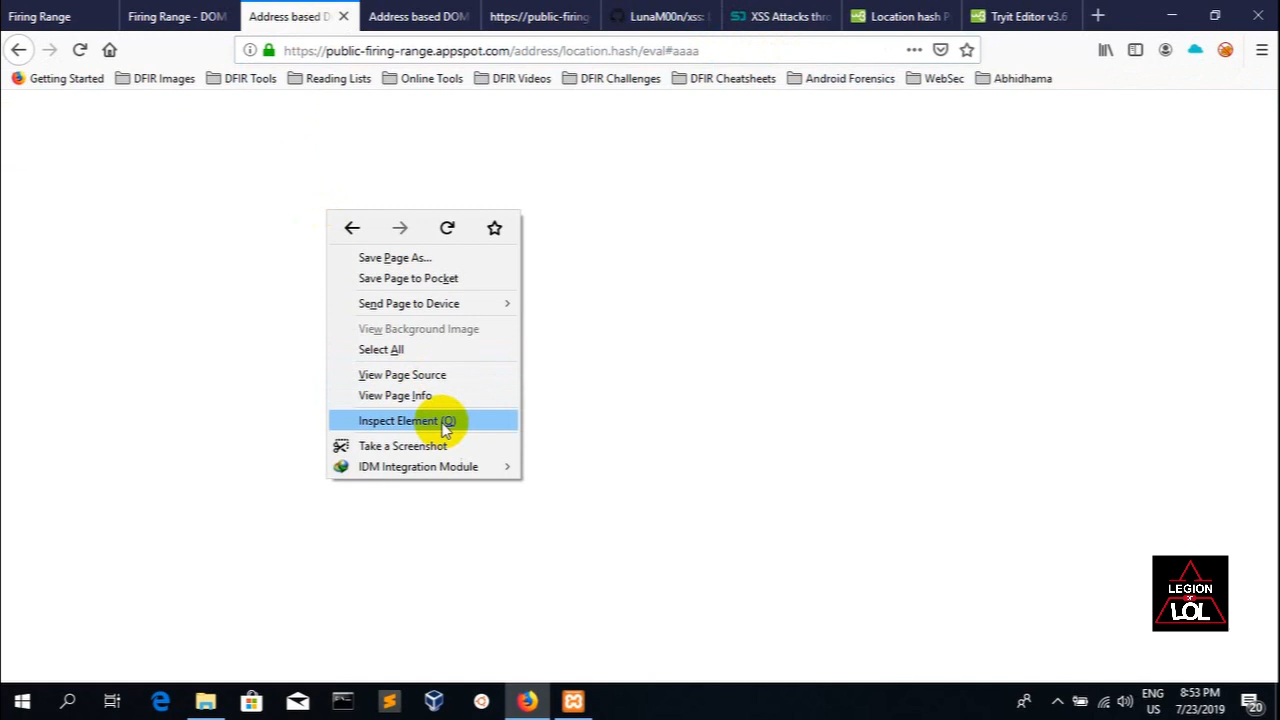 Firing Range
Firing Range - DOM
Address based D
Address based DOM
https://public-firing-
LunaM00n/xss:
XSS Attacks thro
Location hash P
Tryit Editor v3.6
https://public-firing-range.appspot.com/address/location.hash/eval#aaaa
Getting Started
DFIR Images
DFIR Tools
Reading Lists
Online Tools
DFIR Videos
DFIR Challenges
DFIR Cheatsheets
Android Forensics
WebSec
Abhidhama
Save Page As...
Save Page to Pocket
Send Page to Device
View Background Image
Select All
View Page Source
View Page Info
Inspect Element (Q)
Take a Screenshot
IDM Integration Module
LEGION
OF
LOL
ENG
US
8:53 PM
7/23/2019
20